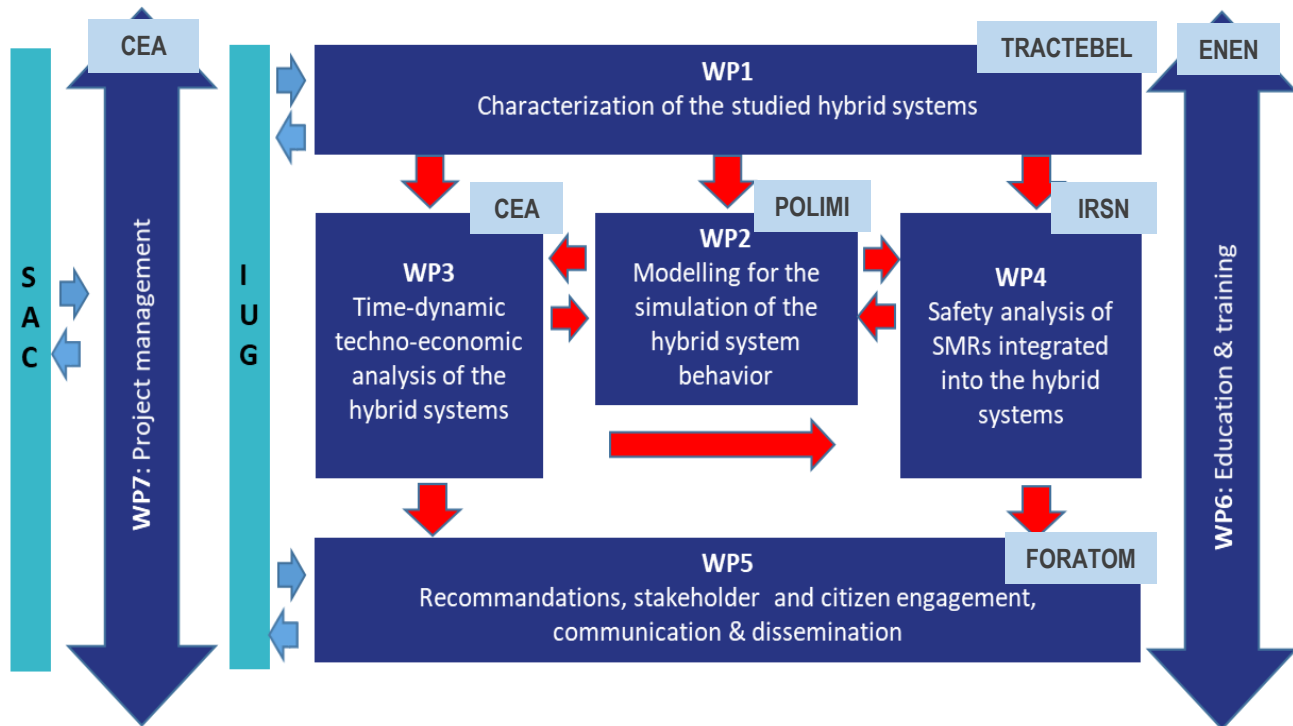 CEA
TRACTEBEL
ENEN
WP1
Characterization of the studied hybrid systems
CEA
POLIMI
IRSN
WP3
Time-dynamic
techno-economic
analysis of the
hybrid systems
WP2
Modelling for the
simulation of the
hybrid system
behavior
WP4
Safety analysis of
SMRs integrated
into the hybrid
systems
S
A
C
WP7: Project management
I
U
G
WP6: Education & training
FORATOM
WP5
Recommandations, stakeholder and citizen engagement,
communication & dissemination